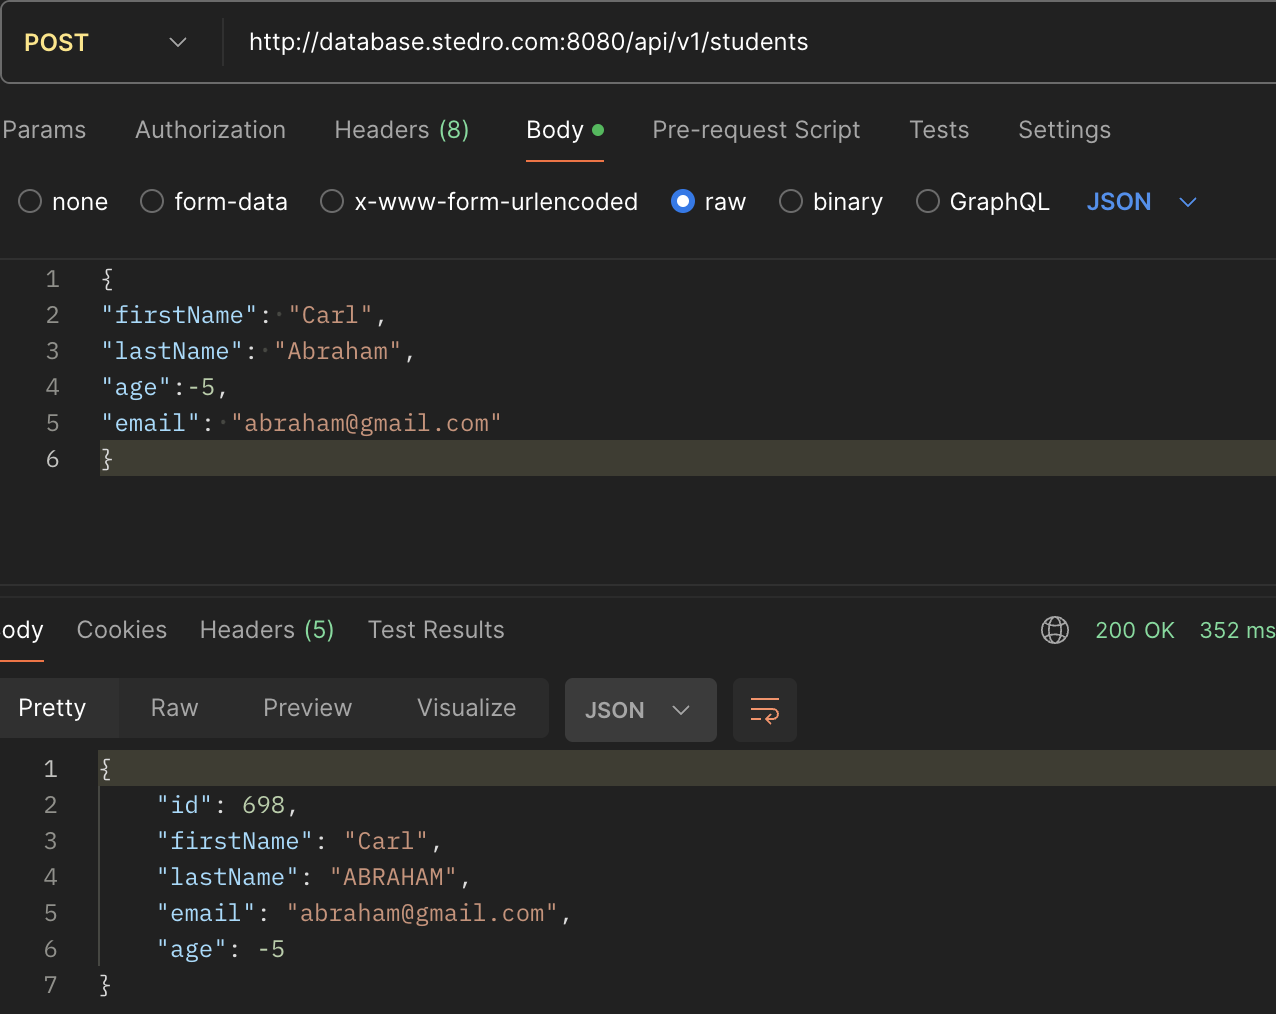 POST http://database.stedro.com:8080/api/v1/students
Params Authorization Headers (8) Body Pre-request Script Tests Settings
none form-data x-www-form-urlencoded raw binary GraphQL JSON
1 {
2 "firstName": "Carl",
3 "lastName": "Abraham",
4 "age":-5,
5 "email": "abraham@gmail.com"
6 }
ody Cookies Headers (5) Test Results 200 OK 352 ms
Pretty Raw Preview Visualize JSON
1 {
2 "id": 698,
3 "firstName": "Carl",
4 "lastName": "ABRAHAM",
5 "email": "abraham@gmail.com",
6 "age": -5
7 }